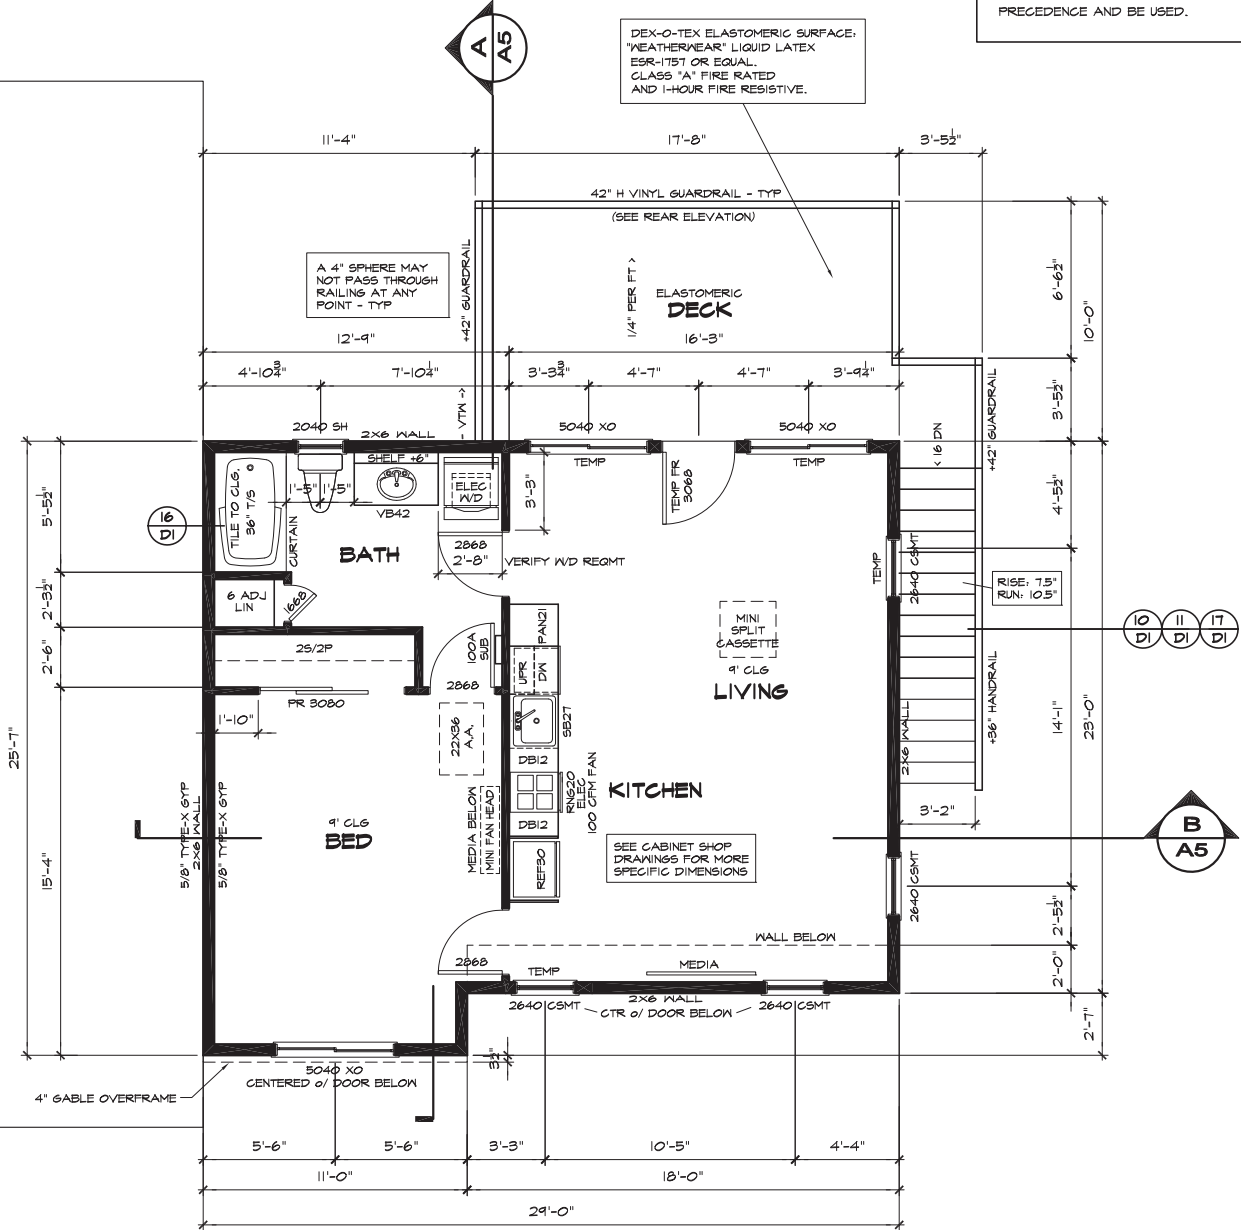 PRECEDENCE AND BE USED.
A
A5
DEX-O-TEX ELASTOMERIC SURFACE:
"WEATHERWEAR" LIQUID LATEX
ESR-1757 OR EQUAL.
CLASS "A" FIRE RATED
AND 1-HOUR FIRE RESISTIVE.
11'-4"
17'-8"
3'-5½"
42" H VINYL GUARDRAIL - TYP
(SEE REAR ELEVATION)
A 4" SPHERE MAY
NOT PASS THROUGH
RAILING AT ANY
POINT - TYP
+42" GUARDRAIL
1/4" PER FT >
ELASTOMERIC
DECK
6'-6½"
10'-0"
12'-9"
16'-3"
4'-10¾"
7'-10¼"
3'-3¾"
4'-7"
4'-7"
3'-9¼"
- VTW ->
+42" GUARDRAIL
3'-5½"
2040 SH
2X6 WALL
5040 XO
5040 XO
< 16 DN
TEMP
TEMP
SHELF +6"
TILE TO CLG.
36" T/S
1'-5"
1'-5"
ELEC
W/D
3'-3"
TEMP FR
3068
4'-5½"
5'-5½"
VB42
16
D1
CURTAIN
BATH
2868
2'-8"
VERIFY W/D REQMT
TEMP
2640 CSMT
RISE: 7.5"
RUN: 10.5"
2'-3½"
6 ADJ
LIN
1668
PAN21
MINI
SPLIT
CASSETTE
10
D1
11
D1
17
D1
2'-6"
2S/2P
100A
SUB
UPR
DW
9' CLG
LIVING
2868
PR 3080
+36" HANDRAIL
1'-10"
22X36
A.A.
SB27
2X6 WALL
14'-1"
23'-0"
25'-7"
DB12
RNG20
ELEC
100 CFM FAN
KITCHEN
5/8" TYPE-X GYP
2X6 WALL
5/8" TYPE-X GYP
9' CLG
BED
MEDIA BELOW
MINI FAN HEAD
DB12
3'-2"
B
A5
SEE CABINET SHOP
DRAWINGS FOR MORE
SPECIFIC DIMENSIONS
REF30
15'-4"
2640 CSMT
2'-5½"
WALL BELOW
2868
TEMP
MEDIA
2'-0"
2640 CSMT
2X6 WALL
2640 CSMT
CTR o/ DOOR BELOW
2'-7"
3½"
5040 XO
CENTERED o/ DOOR BELOW
4" GABLE OVERFRAME
5'-6"
5'-6"
3'-3"
10'-5"
4'-4"
11'-0"
18'-0"
29'-0"